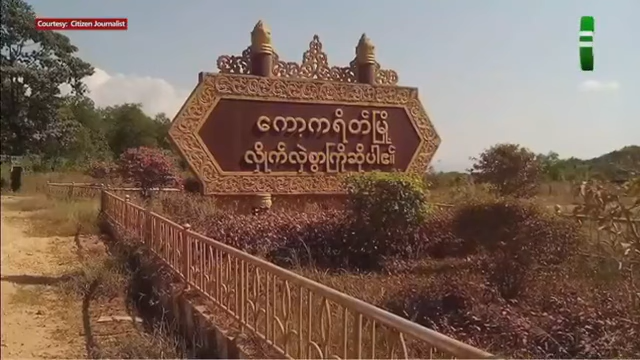 Courtesy: Citizen Journalist
ကော့ကရိတ်မြို့
လှိုက်လှဲစွာကြိုဆိုပါ၏